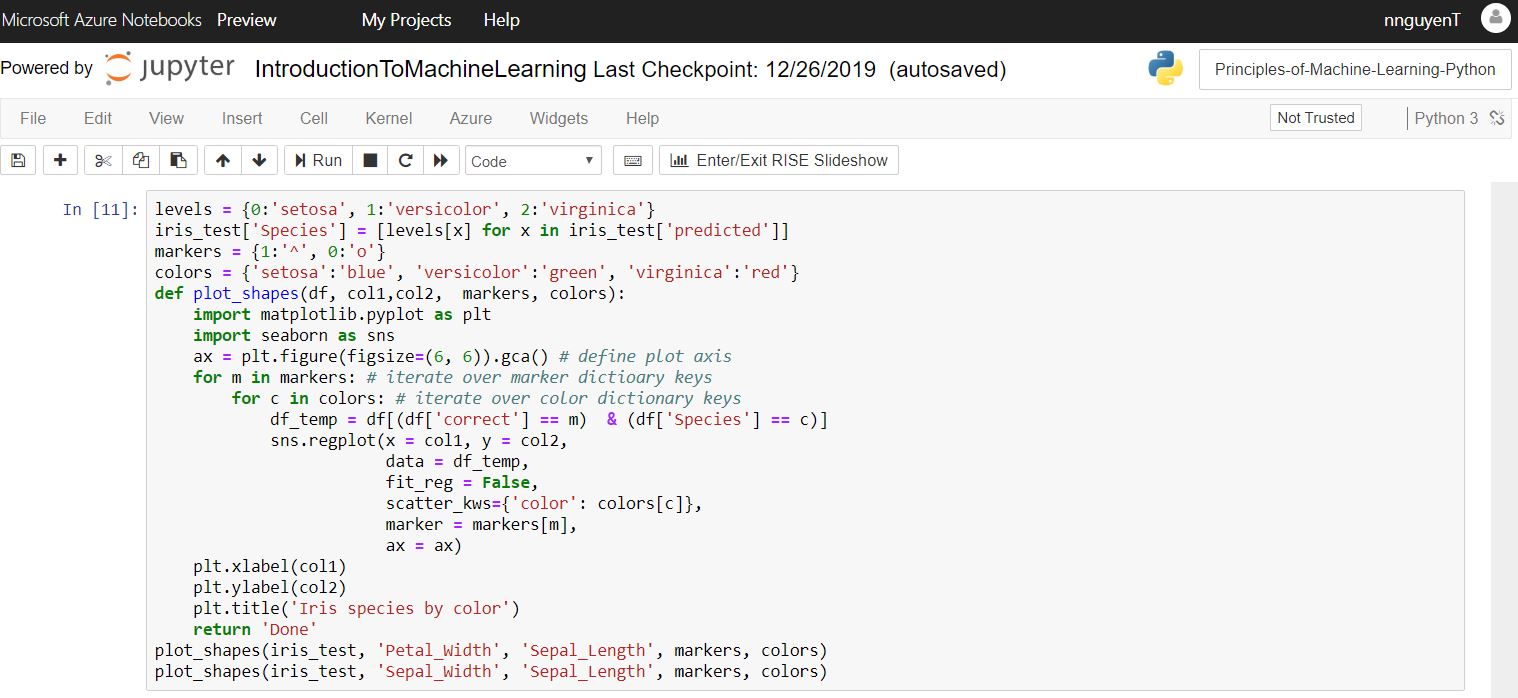 Microsoft Azure Notebooks Preview My Projects Help nnguyenT
Powered by jupyter IntroductionToMachineLearning Last Checkpoint: 12/26/2019 (autosaved) Principles-of-Machine-Learning-Python
File Edit View Insert Cell Kernel Azure Widgets Help Not Trusted Python 3
Run Code Enter/Exit RISE Slideshow
In [11]: levels = {0:'setosa', 1:'versicolor', 2:'virginica'}
iris_test['Species'] = [levels[x] for x in iris_test['predicted']]
markers = {1:'^', 0:'o'}
colors = {'setosa':'blue', 'versicolor':'green', 'virginica':'red'}
def plot_shapes(df, col1,col2,  markers, colors):
    import matplotlib.pyplot as plt
    import seaborn as sns
    ax = plt.figure(figsize=(6, 6)).gca() # define plot axis
    for m in markers: # iterate over marker dictioary keys
        for c in colors: # iterate over color dictionary keys
            df_temp = df[(df['correct'] == m)  & (df['Species'] == c)]
            sns.regplot(x = col1, y = col2,
                        data = df_temp,
                        fit_reg = False,
                        scatter_kws={'color': colors[c]},
                        marker = markers[m],
                        ax = ax)
    plt.xlabel(col1)
    plt.ylabel(col2)
    plt.title('Iris species by color')
    return 'Done'
plot_shapes(iris_test, 'Petal_Width', 'Sepal_Length', markers, colors)
plot_shapes(iris_test, 'Sepal_Width', 'Sepal_Length', markers, colors)